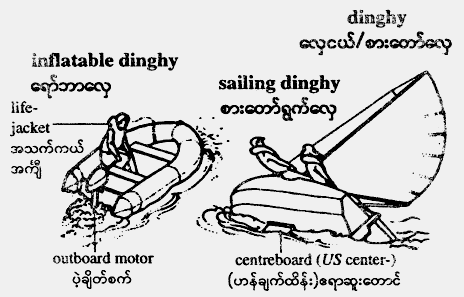 dinghy
လှေငယ်/စားတော်လှေ
inflatable dinghy
ရော်ဘာလှေ
sailing dinghy
စားတော်ရွက်လှေ
life-
jacket
အသက်ကယ်
အင်္ကျီ
outboard motor
ပဲ့ချိတ်စက်
centreboard (US center-)
(ဟန်ချက်ထိန်း)ဧရာဆူးတောင်